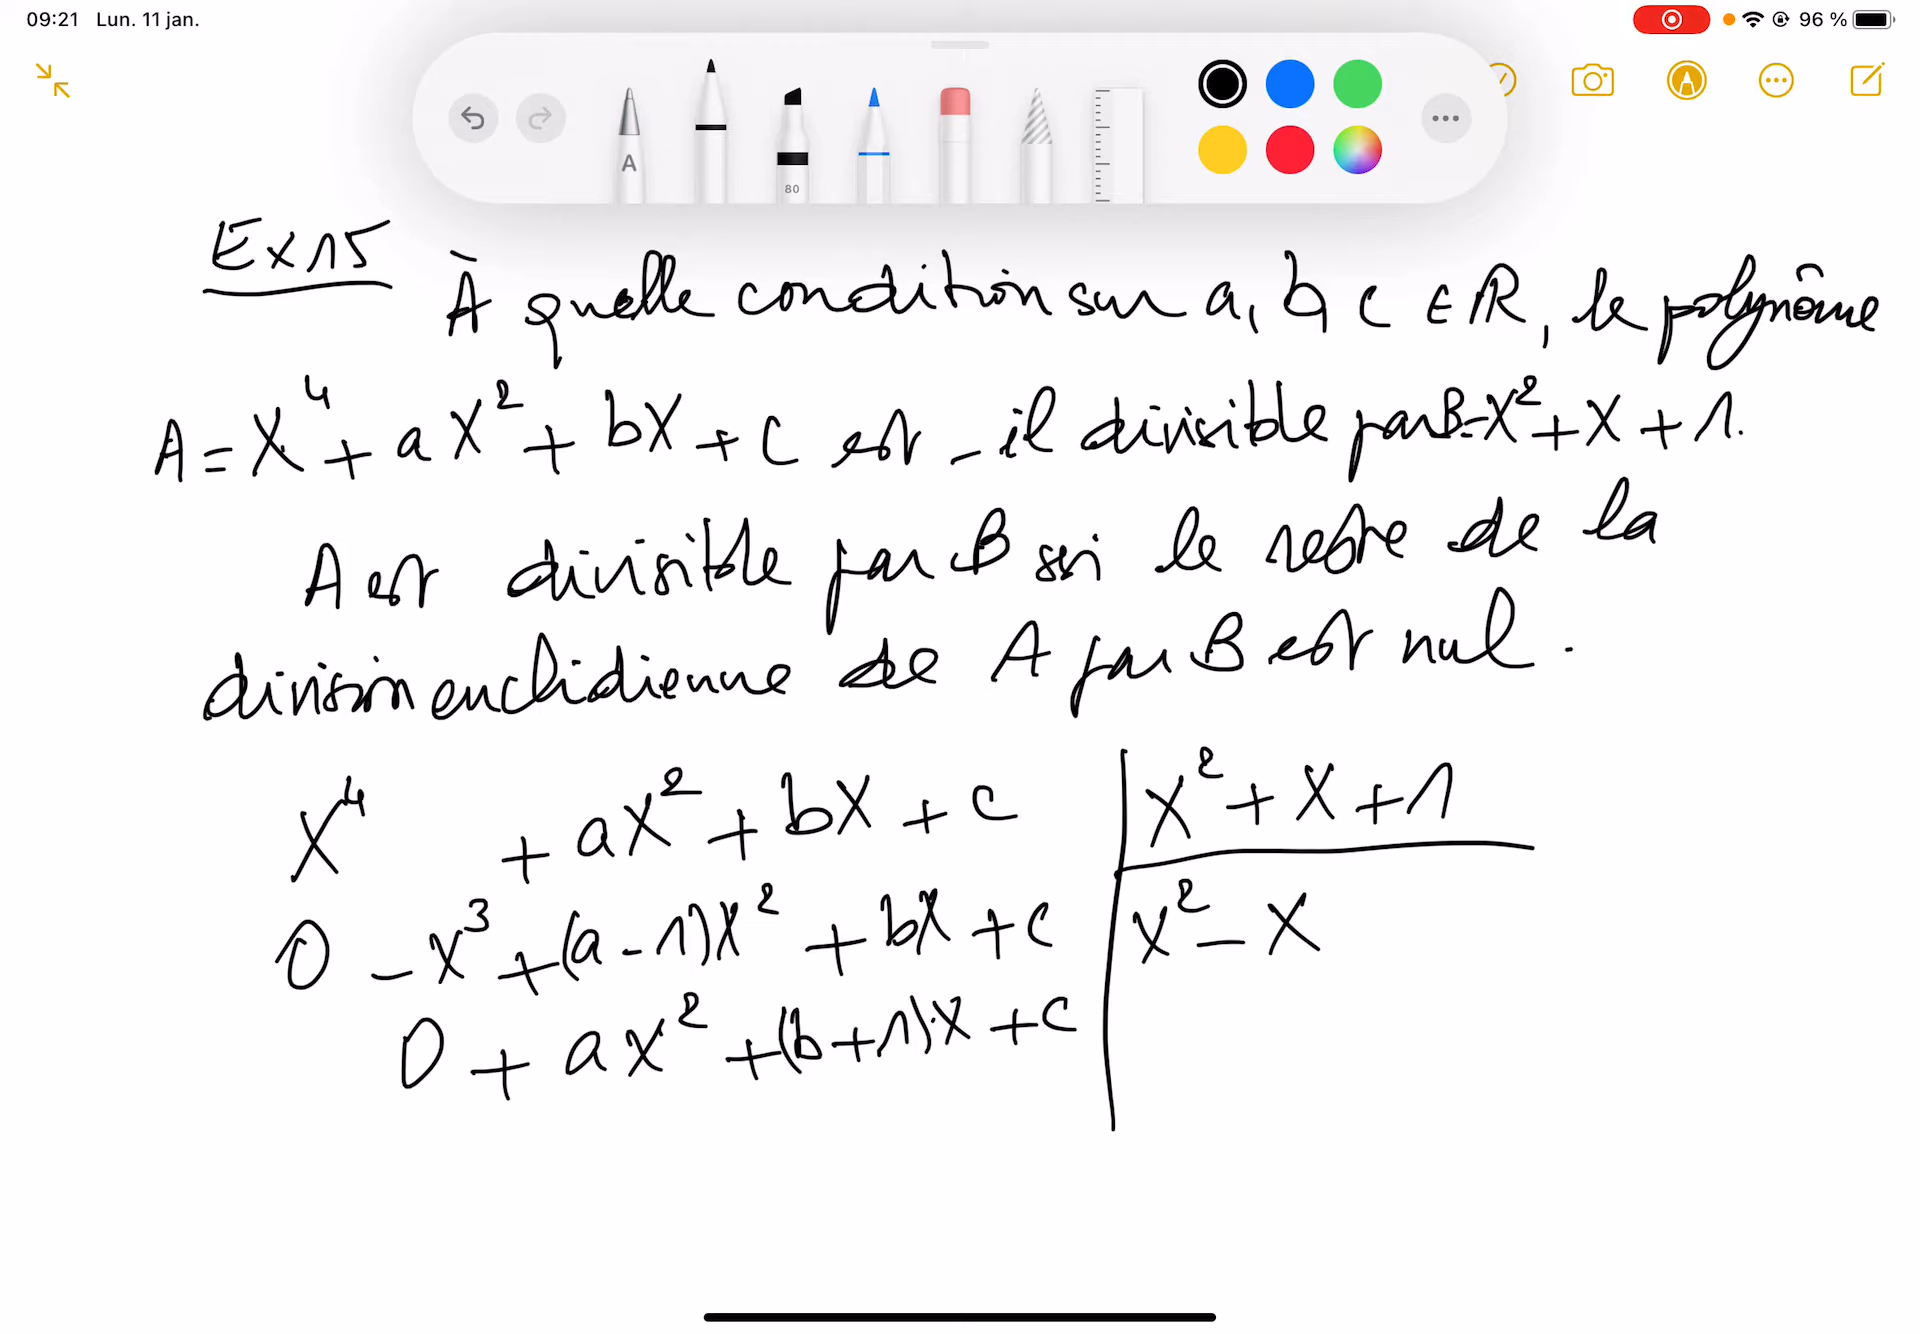 09:21 Lun. 11 jan.
96 %
A
80
Ex 15
À quelle condition sur a, b, c ∈ ℝ, le polynôme
A = X⁴ + aX² + bX + c est-il divisible par B=X² + X + 1.
A est divisible par B ssi le reste de la
division euclidienne de A par B est nul.
X⁴ + aX² + bX + c | X² + X + 1
0 - X³ + (a - 1)X² + bX + c | X² - X
0 + aX² + (b + 1)X + c